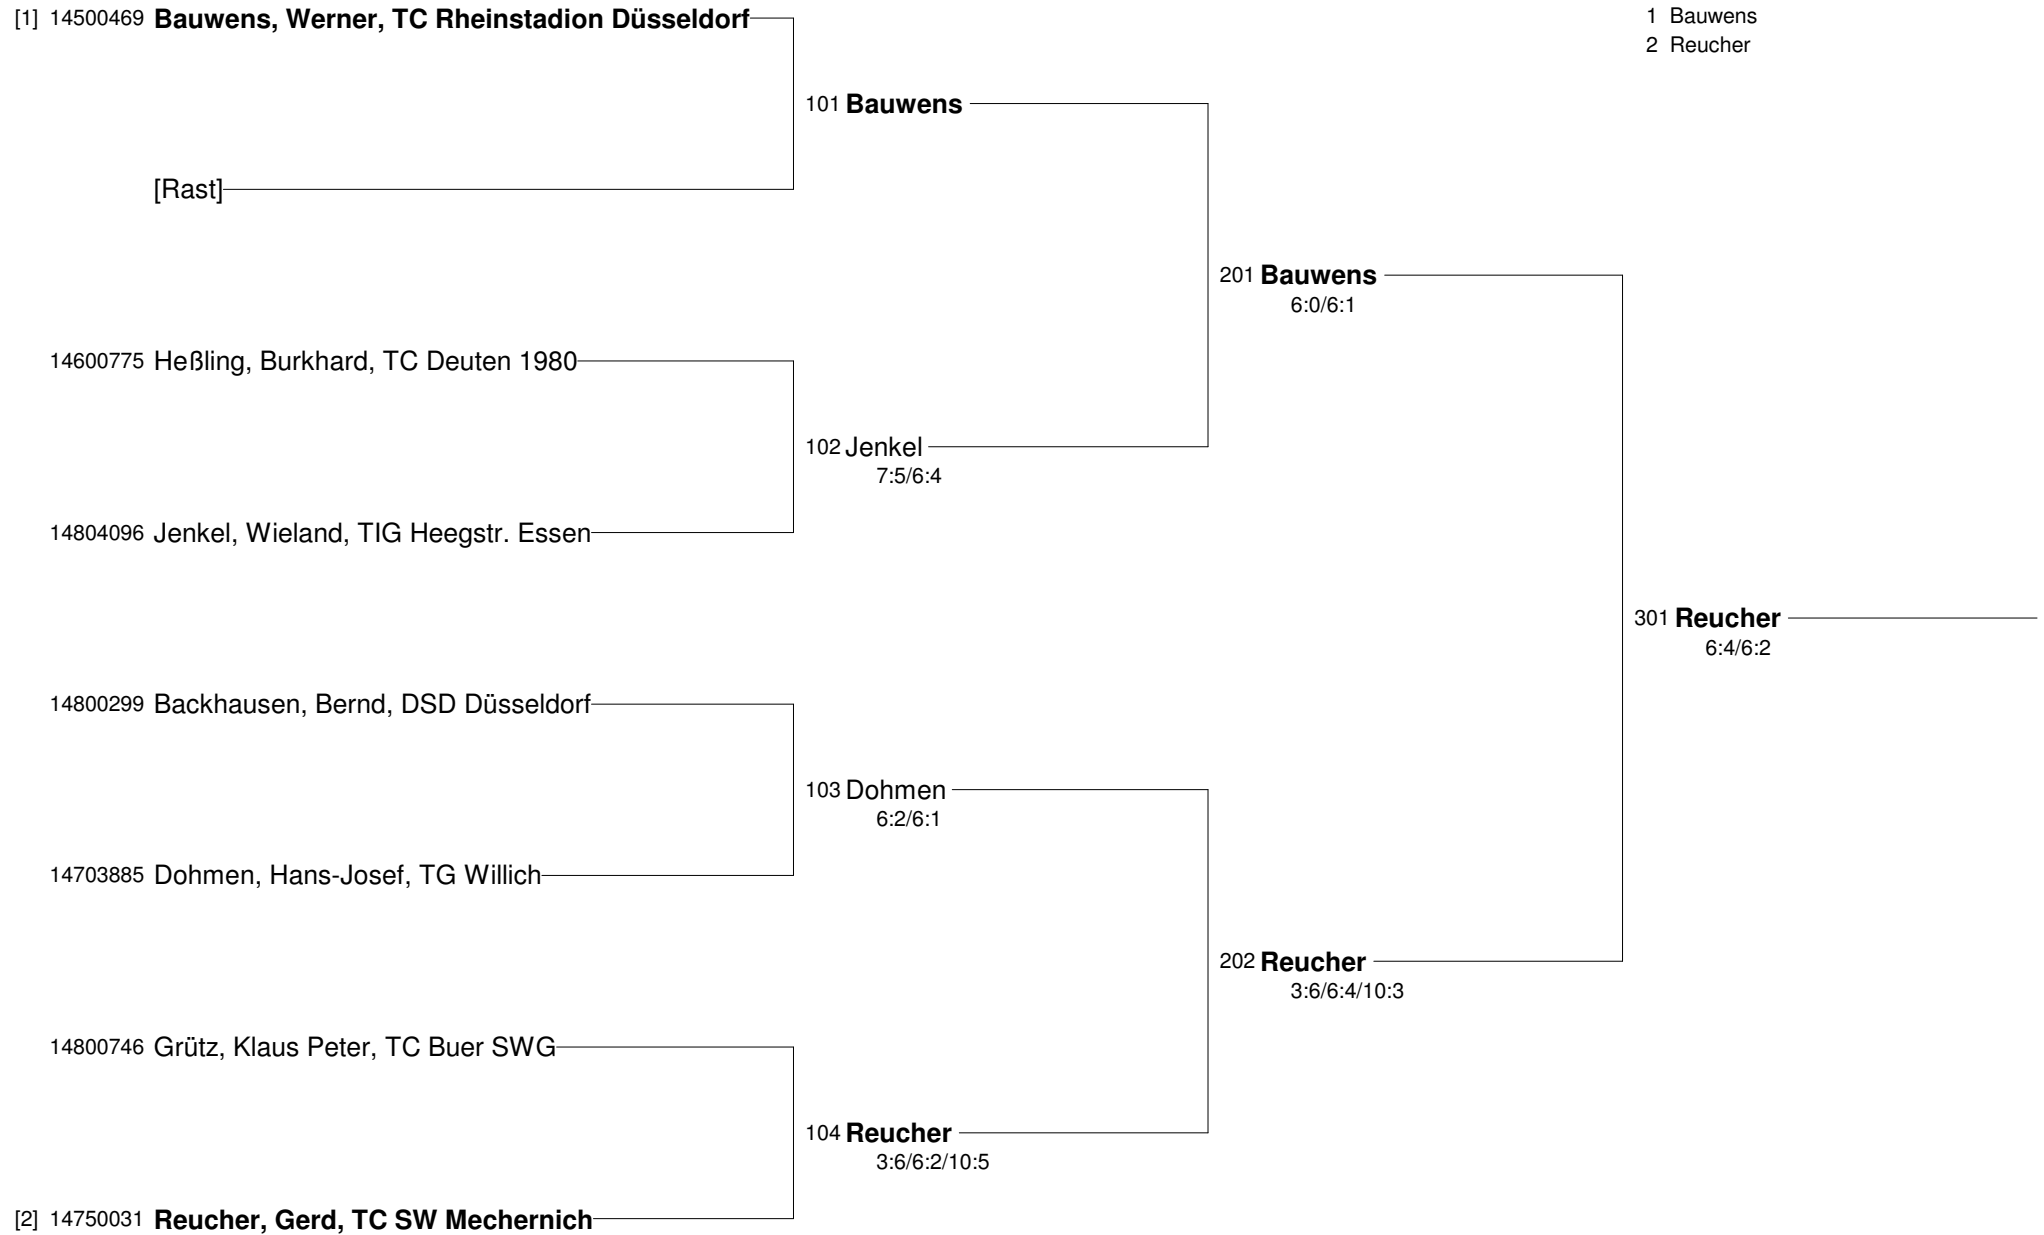 [1] 14500469 Bauwens, Werner, TC Rheinstadion Düsseldorf
1 Bauwens
2 Reucher
101 Bauwens
[Rast]
201 Bauwens
6:0/6:1
14600775 Heßling, Burkhard, TC Deuten 1980
102 Jenkel
7:5/6:4
14804096 Jenkel, Wieland, TIG Heegstr. Essen
301 Reucher
6:4/6:2
14800299 Backhausen, Bernd, DSD Düsseldorf
103 Dohmen
6:2/6:1
14703885 Dohmen, Hans-Josef, TG Willich
202 Reucher
3:6/6:4/10:3
14800746 Grütz, Klaus Peter, TC Buer SWG
104 Reucher
3:6/6:2/10:5
[2] 14750031 Reucher, Gerd, TC SW Mechernich